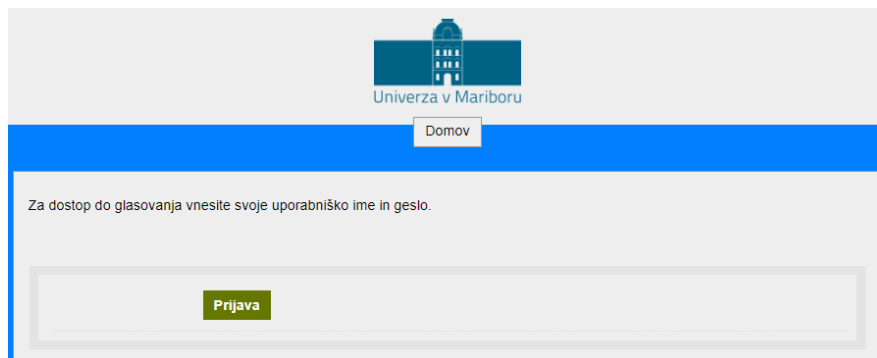 Univerza v Mariboru
Domov
Za dostop do glasovanja vnesite svoje uporabniško ime in geslo.
Prijava